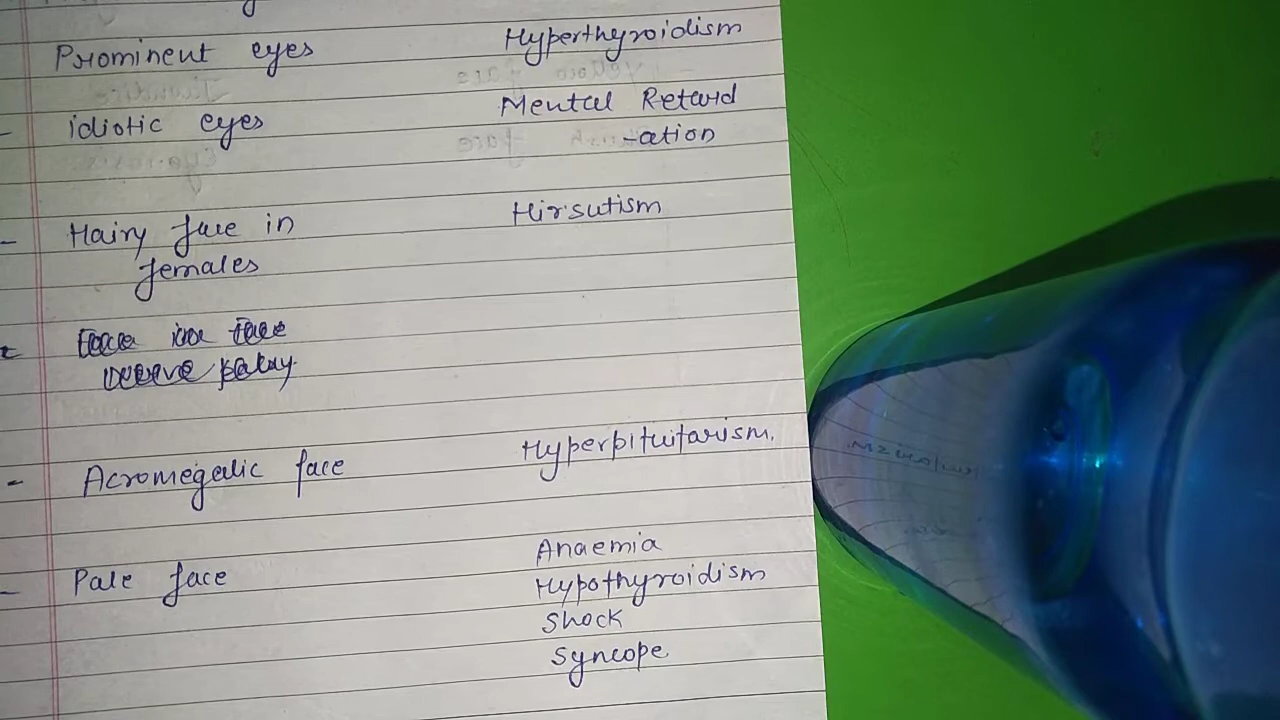 Prominent eyes Hyperthyroidism
- idiotic eyes Mental Retard
-ation
- Hairy face in Hirsutism
females
- Acromegalic face Hyperpituitarism.
- Pale face Anaemia
Hypothyroidism
Shock
Syncope